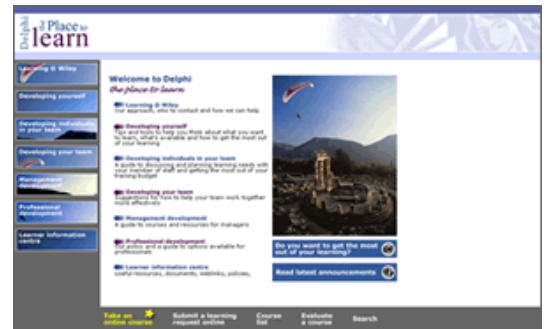 Delphi a Place to
learn
Learning @ Wiley
Developing yourself
Developing individuals
in your team
Developing your team
Management
development
Professional
development
Learner information
centre
Welcome to Delphi
the place to learn
Learning @ Wiley
Our approach, who to contact and how we can help
Developing yourself
Tips and tools to help you think about what you want
to learn, what's available and how to get the most out
of your learning
Developing individuals in your team
A guide to discussing and planning learning needs with
your member of staff and getting the most out of your
training budget
Developing your team
Suggestions for how to help your team work together
more effectively
Management development
A guide to courses and resources for managers
Professional development
Our policy and a guide to options available for
professionals
Learner information centre
Useful resources, documents, weblinks, policies,
Do you want to get the most
out of your learning?
Read latest announcements
Take an
online course
Submit a learning
request online
Course
list
Evaluate
a course
Search